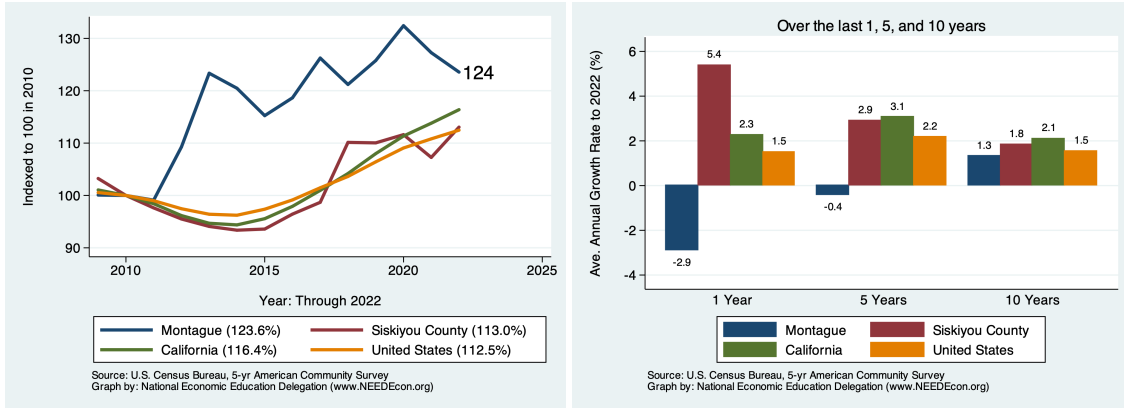 Indexed to 100 in 2010
130
120
110
100
90
124
2010 2015 2020 2025
Year: Through 2022
Montague (123.6%) Siskiyou County (113.0%)
California (116.4%) United States (112.5%)
Source: U.S. Census Bureau, 5-yr American Community Survey
Graph by: National Economic Education Delegation (www.NEEDEcon.org)
Over the last 1, 5, and 10 years
Ave. Annual Growth Rate to 2022 (%)
6
4
2
0
-2
-4
-2.9 5.4 2.3 1.5
-0.4 2.9 3.1 2.2
1.3 1.8 2.1 1.5
1 Year 5 Years 10 Years
Montague Siskiyou County
California United States
Source: U.S. Census Bureau, 5-yr American Community Survey
Graph by: National Economic Education Delegation (www.NEEDEcon.org)